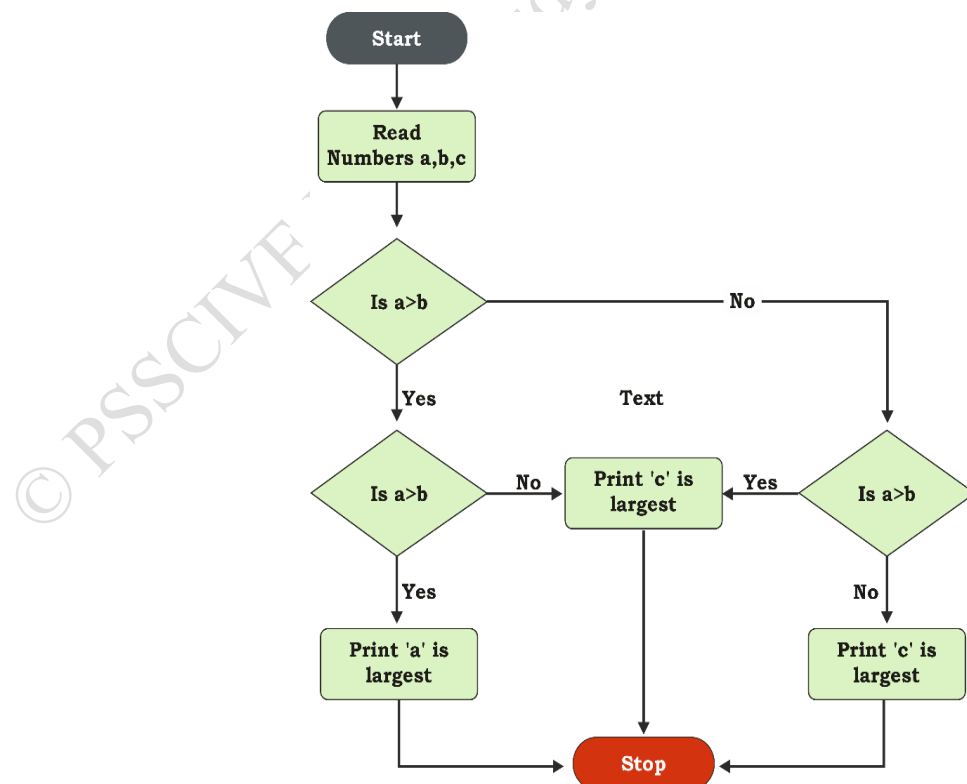 Start
Read
Numbers a,b,c
Is a>b
No
Yes
Text
Is a>b
No
Print 'c' is
largest
Yes
Is a>b
Yes
No
Print 'a' is
largest
Print 'c' is
largest
Stop
© PSSCIVE